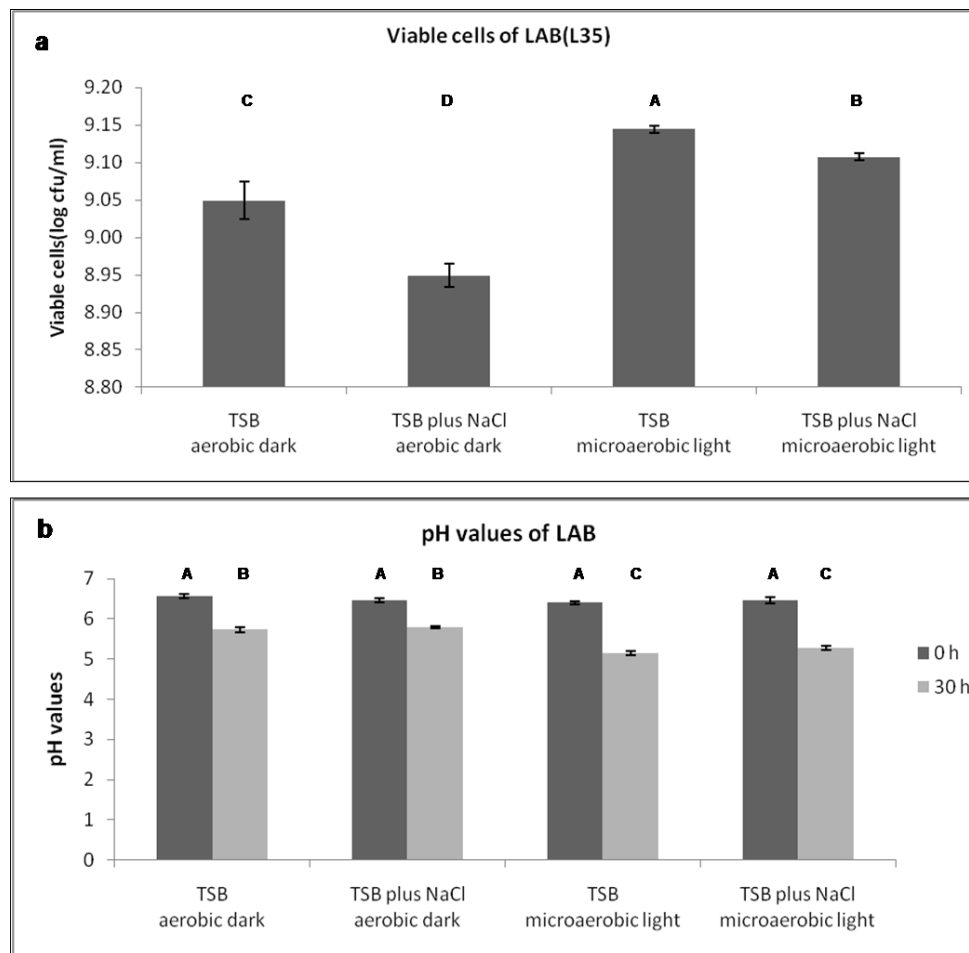 a
Viable cells of LAB(L35)
Viable cells(log cfu/ml)
9.20
9.15
9.10
9.05
9.00
8.95
8.90
8.85
8.80
C D A B
TSB
aerobic dark
TSB plus NaCl
aerobic dark
TSB
microaerobic light
TSB plus NaCl
microaerobic light
b
pH values of LAB
pH values
7
6
5
4
3
2
1
0
A B A B A C A C
0 h
30 h
TSB
aerobic dark
TSB plus NaCl
aerobic dark
TSB
microaerobic light
TSB plus NaCl
microaerobic light